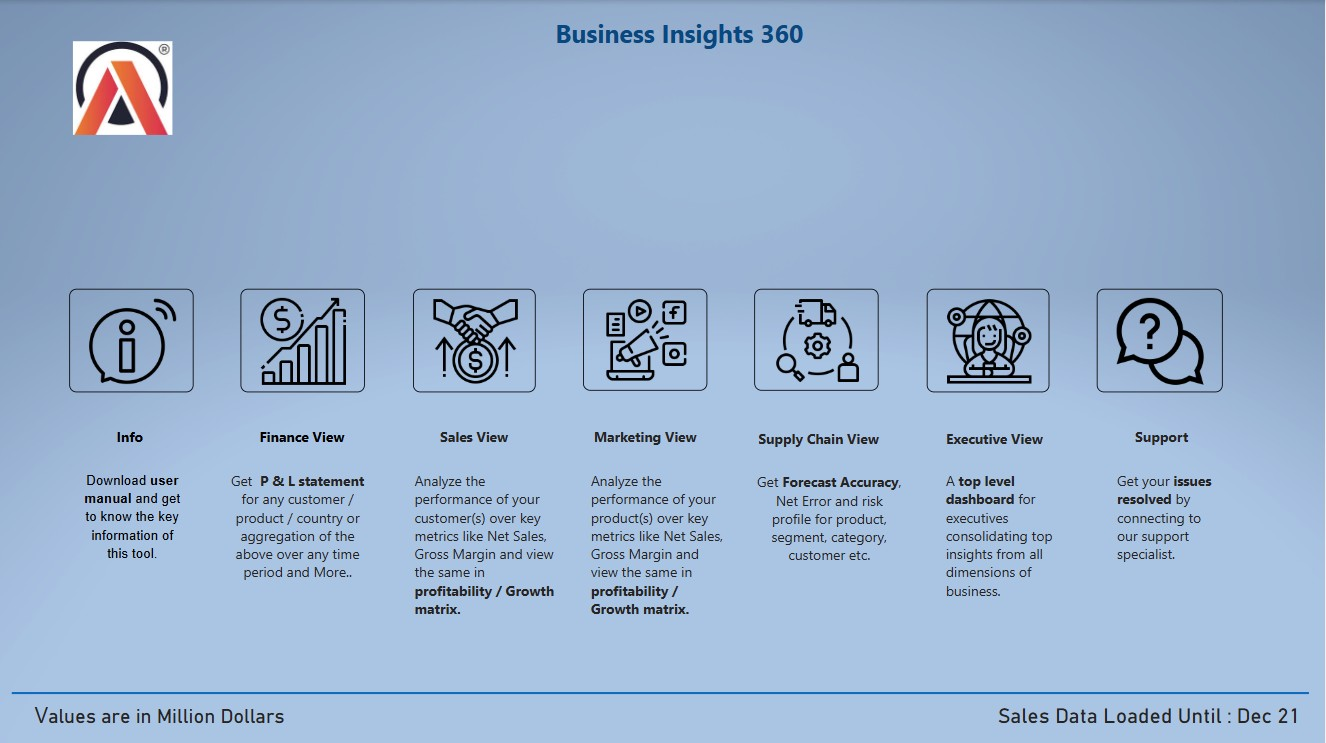 Business Insights 360
®
Info
Download user
manual and get
to know the key
information of
this tool.
Finance View
Get P & L statement
for any customer /
product / country or
aggregation of the
above over any time
period and More..
Sales View
Analyze the
performance of your
customer(s) over key
metrics like Net Sales,
Gross Margin and view
the same in
profitability / Growth
matrix.
Marketing View
Analyze the
performance of your
product(s) over key
metrics like Net Sales,
Gross Margin and
view the same in
profitability /
Growth matrix.
Supply Chain View
Get Forecast Accuracy,
Net Error and risk
profile for product,
segment, category,
customer etc.
Executive View
A top level
dashboard for
executives
consolidating top
insights from all
dimensions of
business.
Support
Get your issues
resolved by
connecting to
our support
specialist.
Values are in Million Dollars
Sales Data Loaded Until : Dec 21